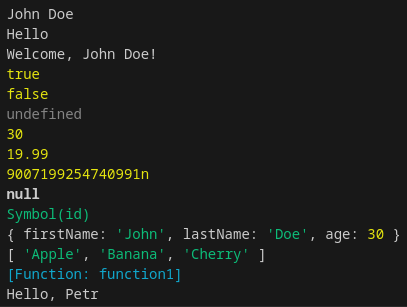 John Doe
Hello
Welcome, John Doe!
true
false
undefined
30
19.99
9007199254740991n
null
Symbol(id)
{ firstName: 'John', lastName: 'Doe', age: 30 }
[ 'Apple', 'Banana', 'Cherry' ]
[Function: function1]
Hello, Petr